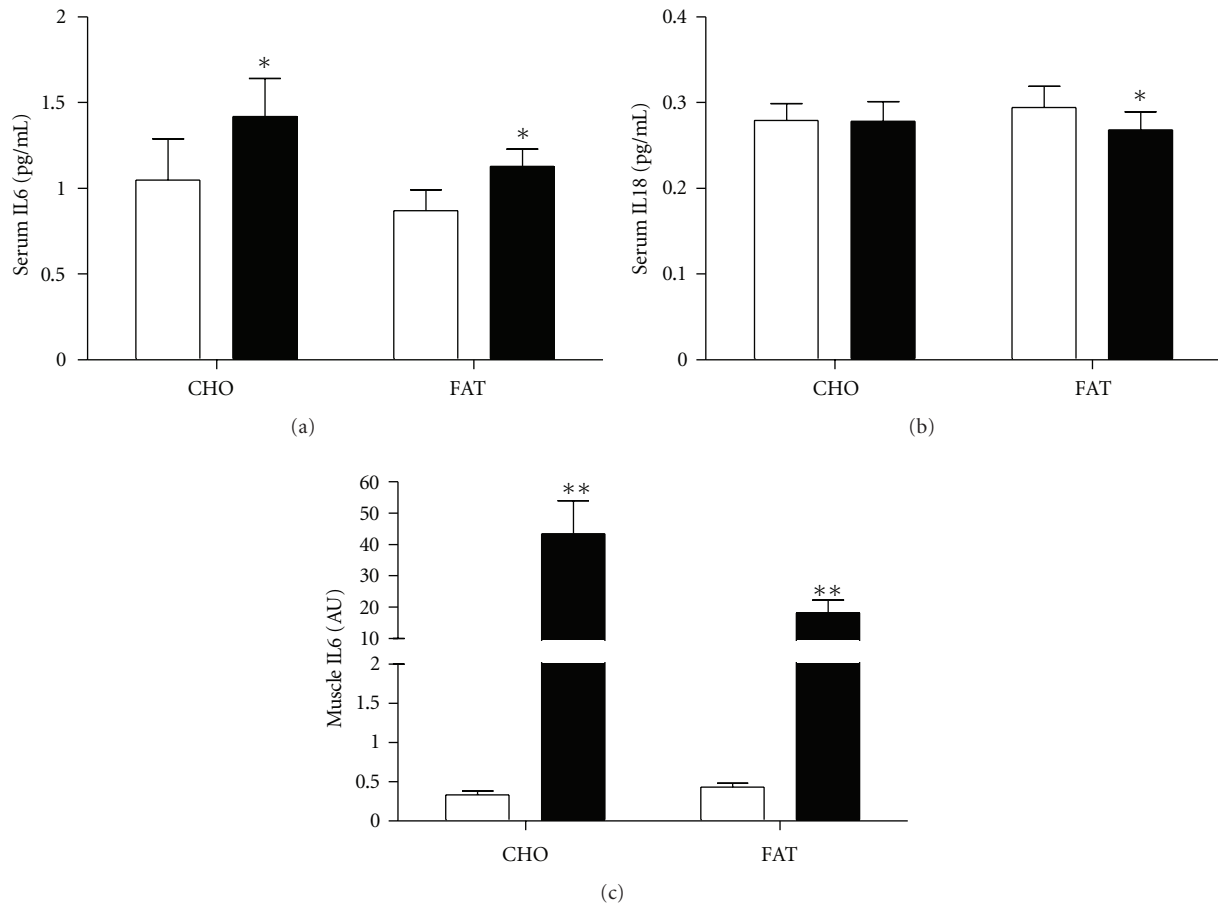 2
1.5
1
0.5
0
Serum IL6 (pg/mL)
*
*
CHO
FAT
(a)
0.4
0.3
0.2
0.1
0
Serum IL18 (pg/mL)
*
CHO
FAT
(b)
60
50
40
30
20
10
2
1.5
1
0.5
0
Muscle IL6 (AU)
**
**
CHO
FAT
(c)